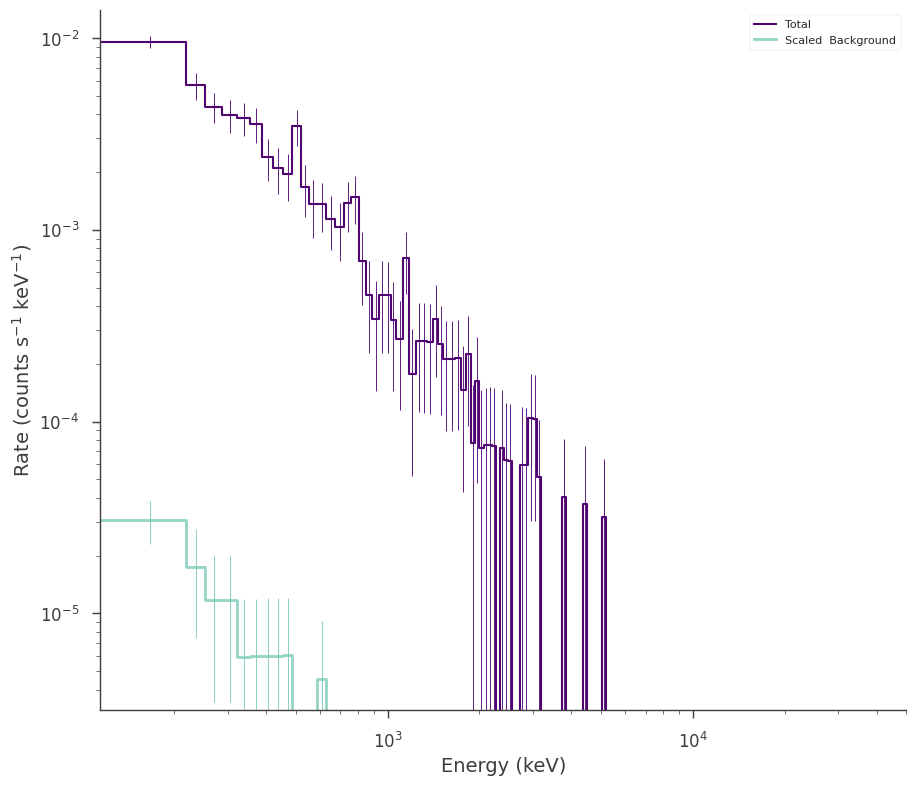 Total
Scaled  Background
10⁻²
10⁻³
10⁻⁴
10⁻⁵
Rate (counts s⁻¹ keV⁻¹)
10³
10⁴
Energy (keV)